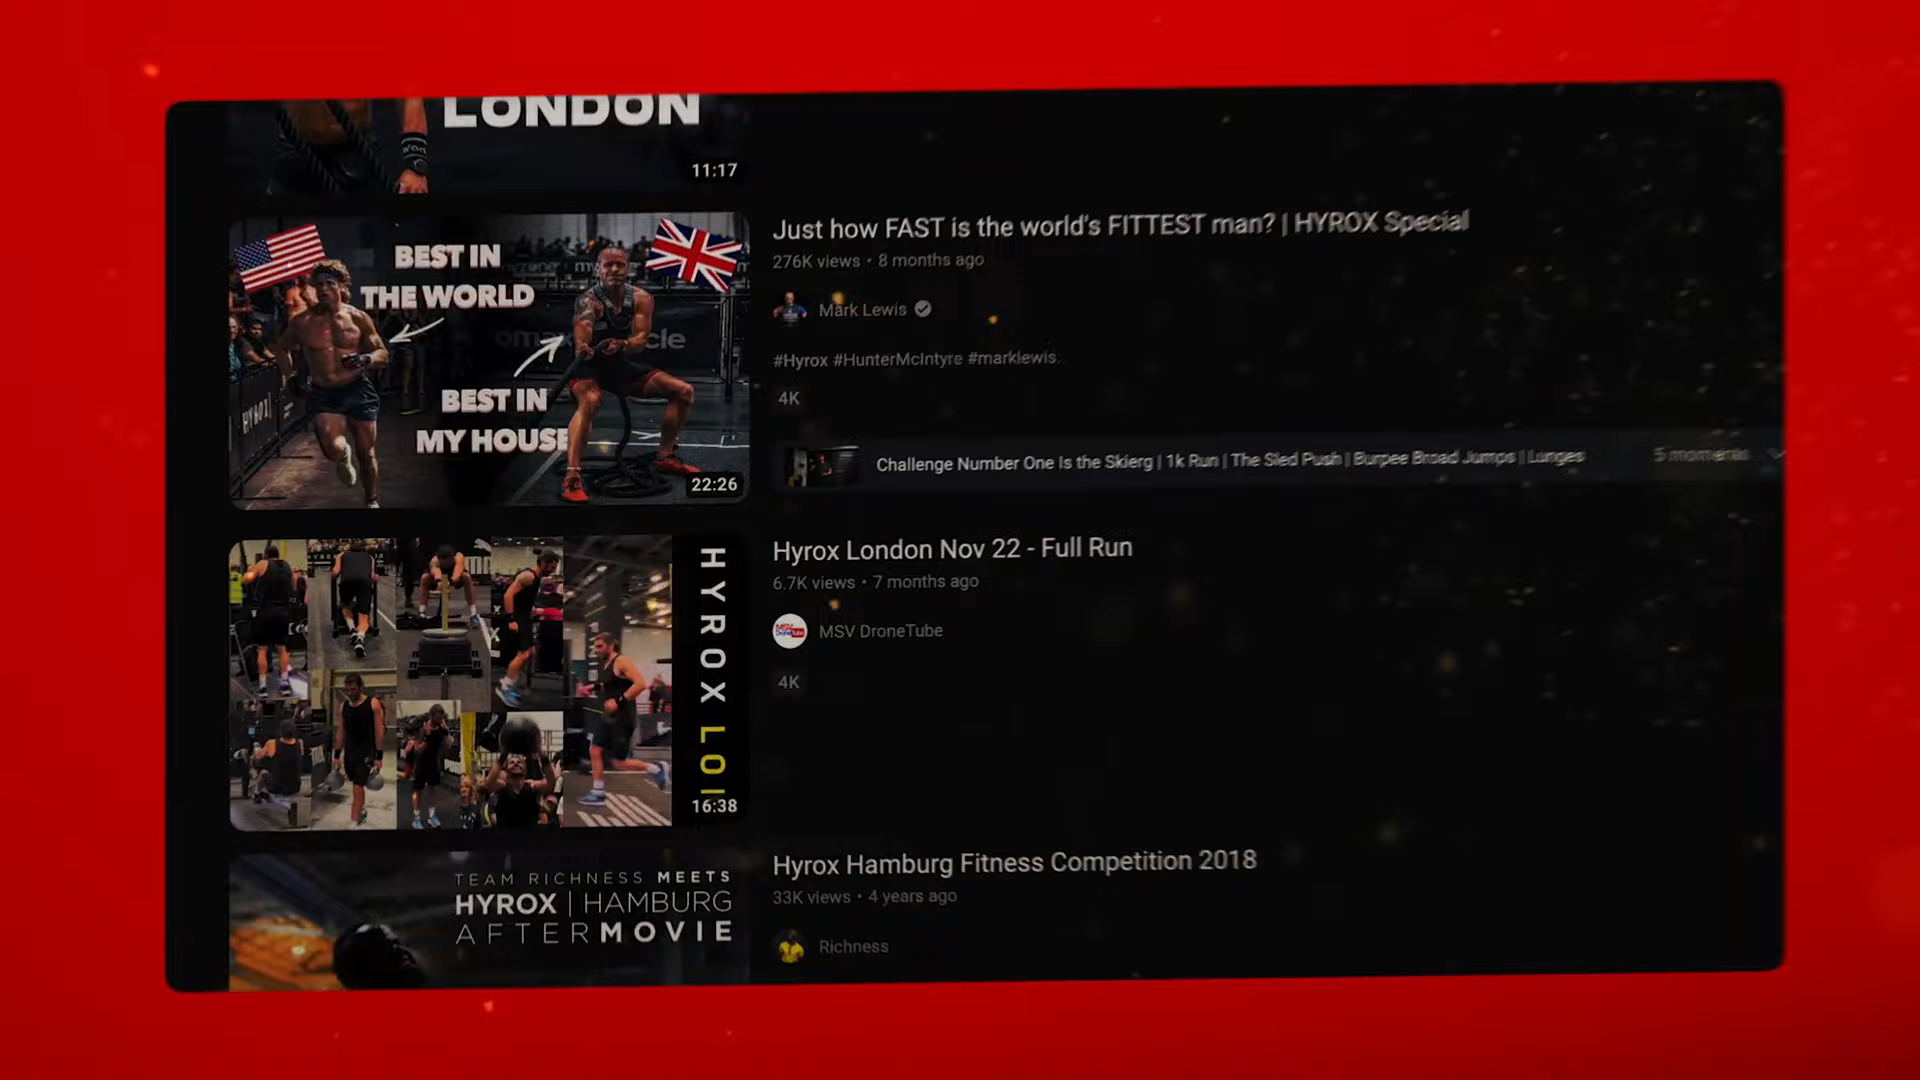 LONDON
11:17
BEST IN
THE WORLD
BEST IN
MY HOUSE
22:26
Just how FAST is the world's FITTEST man? | HYROX Special
276K views • 8 months ago
Mark Lewis
#Hyrox #HunterMcIntyre #marklewis
4K
Challenge Number One Is the Skierg | 1k Run | The Sled Push | Burpee Broad Jumps | Lunges
5 moments
HYROX LOI
16:38
Hyrox London Nov 22 - Full Run
6.7K views • 7 months ago
MSV DroneTube
4K
TEAM RICHNESS MEETS
HYROX | HAMBURG
AFTERMOVIE
Hyrox Hamburg Fitness Competition 2018
33K views • 4 years ago
Richness